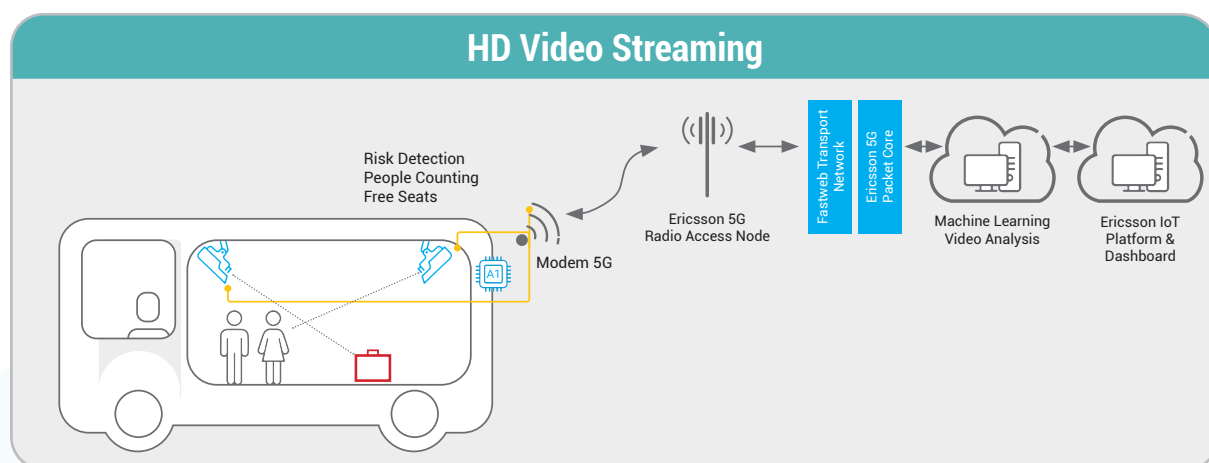 HD Video Streaming
Risk Detection
People Counting
Free Seats
A1
Modem 5G
Ericsson 5G
Radio Access Node
Fastweb Transport
Network
Ericsson 5G
Packet Core
Machine Learning
Video Analysis
Ericsson IoT
Platform &
Dashboard